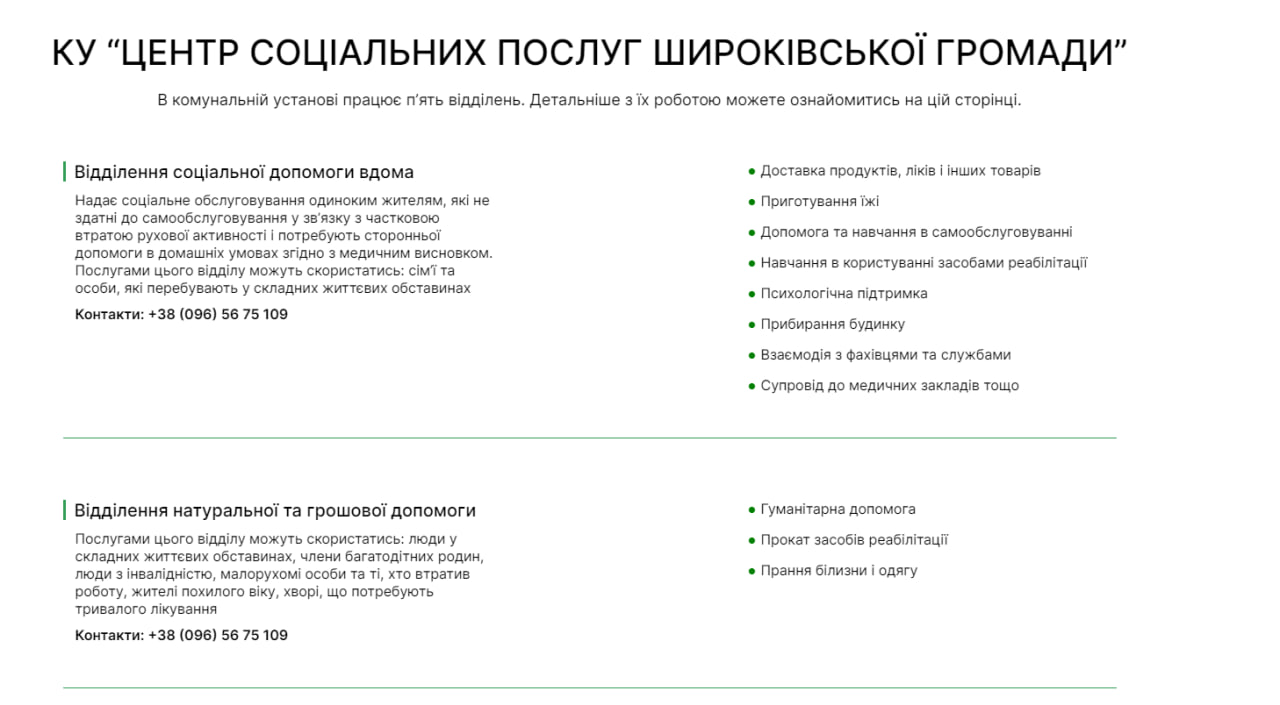 КУ “ЦЕНТР СОЦІАЛЬНИХ ПОСЛУГ ШИРОКІВСЬКОЇ ГРОМАДИ”
В комунальній установі працює п’ять відділень. Детальніше з їх роботою можете ознайомитись на цій сторінці.
Відділення соціальної допомоги вдома
Надає соціальне обслуговування одиноким жителям, які не
здатні до самообслуговування у зв’язку з частковою
втратою рухової активності і потребують сторонньої
допомоги в домашніх умовах згідно з медичним висновком.
Послугами цього відділу можуть скористатись: сім’ї та
особи, які перебувають у складних життєвих обставинах
Контакти: +38 (096) 56 75 109
● Доставка продуктів, ліків і інших товарів
● Приготування їжі
● Допомога та навчання в самообслуговуванні
● Навчання в користуванні засобами реабілітації
● Психологічна підтримка
● Прибирання будинку
● Взаємодія з фахівцями та службами
● Супровід до медичних закладів тощо
Відділення натуральної та грошової допомоги
Послугами цього відділу можуть скористатись: люди у
складних життєвих обставинах, члени багатодітних родин,
люди з інвалідністю, малорухомі особи та ті, хто втратив
роботу, жителі похилого віку, хворі, що потребують
тривалого лікування
Контакти: +38 (096) 56 75 109
● Гуманітарна допомога
● Прокат засобів реабілітації
● Прання білизни і одягу